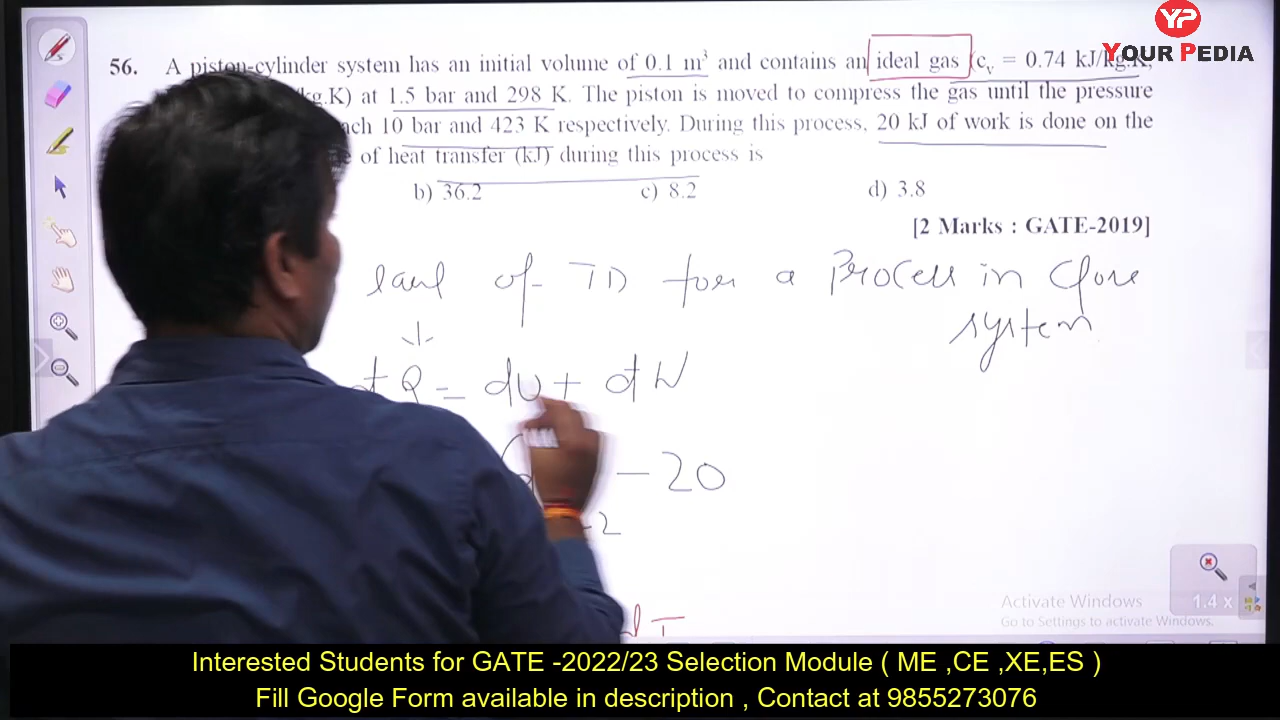 YP
YOUR PEDIA
56. A piston-cylinder system has an initial volume of 0.1 m³ and contains an ideal gas (cᵥ = 0.74 kJ/kg.K,
kg.K) at 1.5 bar and 298 K. The piston is moved to compress the gas until the pressure
ach 10 bar and 423 K respectively. During this process, 20 kJ of work is done on the
e of heat transfer (kJ) during this process is
b) 36.2 c) 8.2 d) 3.8
[2 Marks : GATE-2019]
law of TD for a Process in Close
system
đQ = dU + đW
- 20
-2
dT
1.4 x
Activate Windows
Go to Settings to activate Windows.
Interested Students for GATE -2022/23 Selection Module ( ME ,CE ,XE,ES )
Fill Google Form available in description , Contact at 9855273076